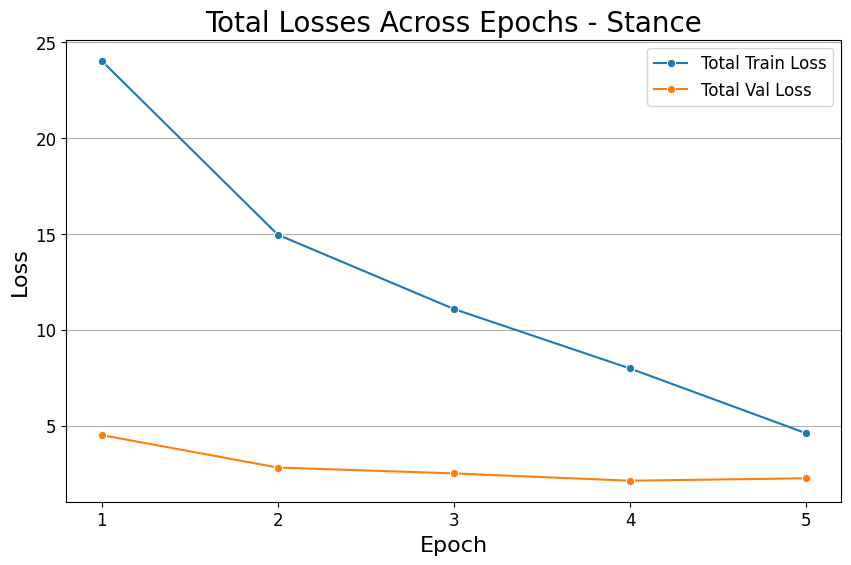 Total Losses Across Epochs - Stance
25
20
15
10
5
Loss
Total Train Loss
Total Val Loss
1 2 3 4 5
Epoch